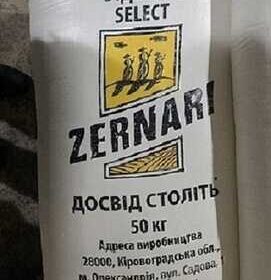 SELECT
ZERNARI
ДОСВІД СТОЛІТЬ
50 КГ
Адреса виробництва
28000, Кіровоградська обл.,
м. Олександрія, вул. Садова